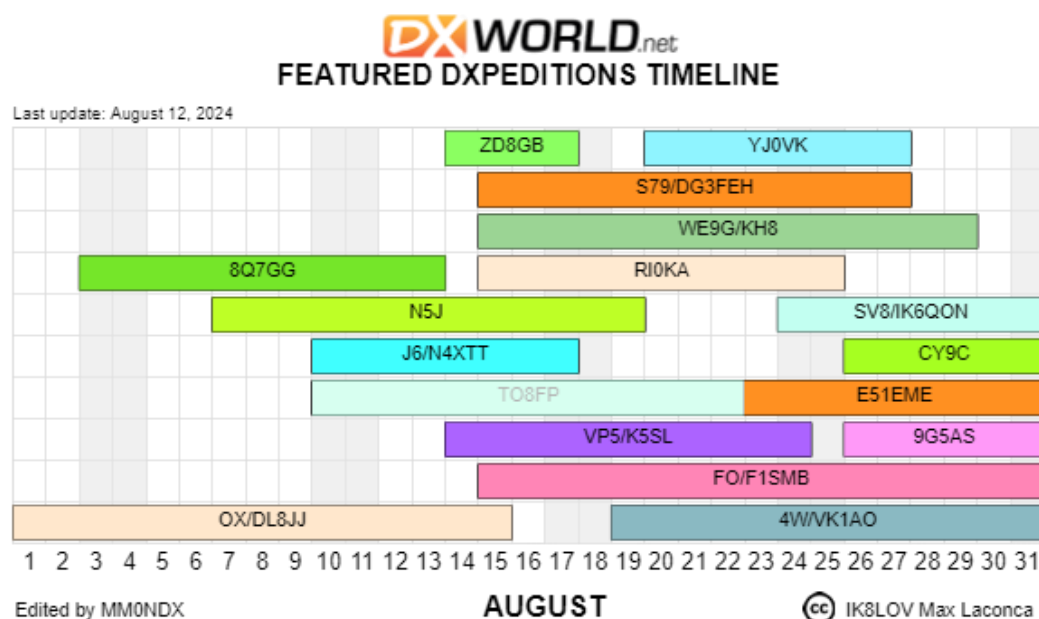 DXWORLD.net
FEATURED DXPEDITIONS TIMELINE
Last update: August 12, 2024
ZD8GB YJ0VK
S79/DG3FEH
WE9G/KH8
8Q7GG RI0KA
N5J SV8/IK6QON
J6/N4XTT CY9C
TO8FP E51EME
VP5/K5SL 9G5AS
FO/F1SMB
OX/DL8JJ 4W/VK1AO
1 2 3 4 5 6 7 8 9 10 11 12 13 14 15 16 17 18 19 20 21 22 23 24 25 26 27 28 29 30 31
Edited by MM0NDX AUGUST cc IK8LOV Max Laconca